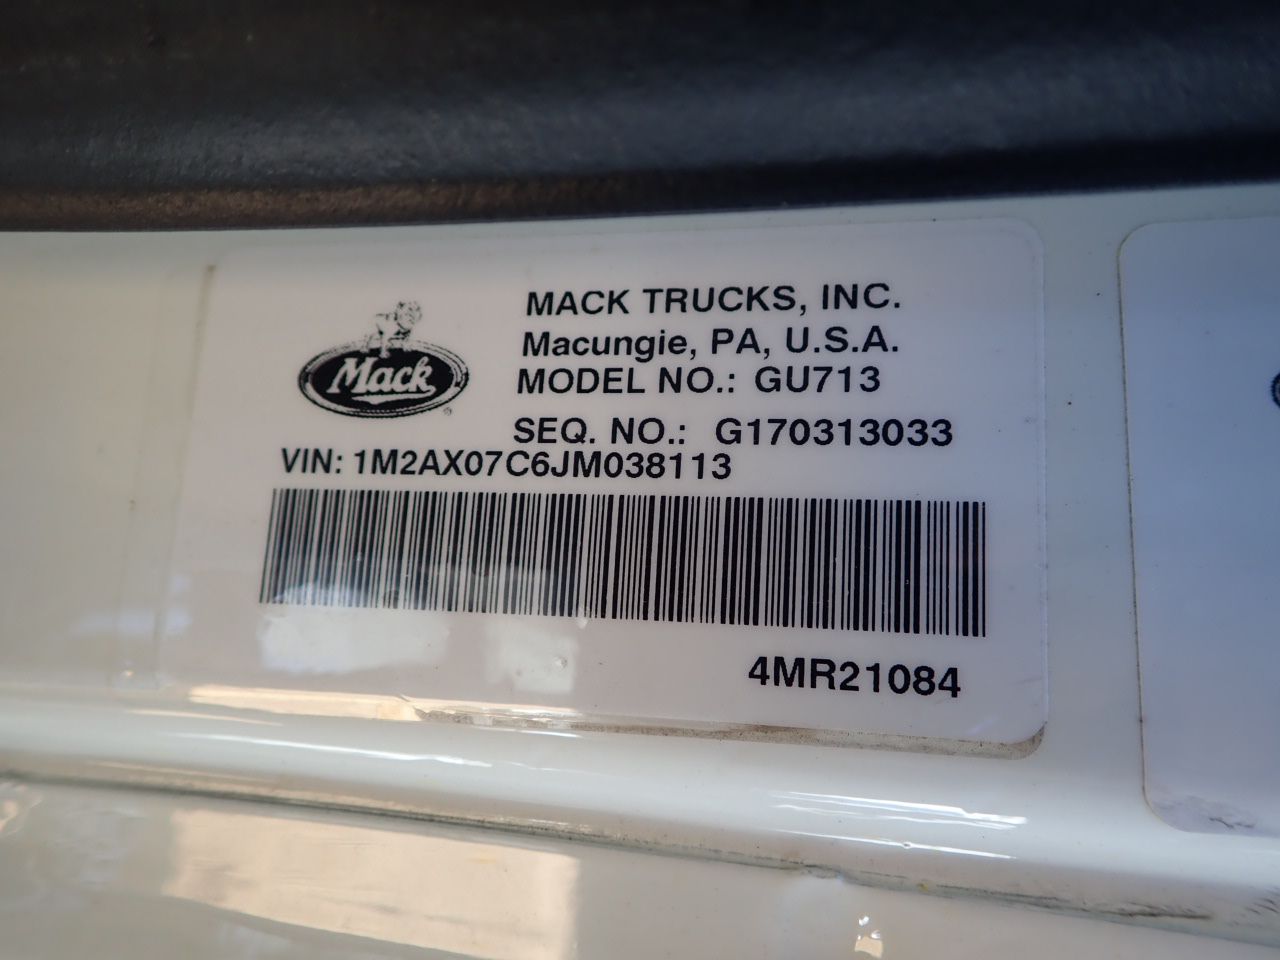 MACK TRUCKS, INC.
Macungie, PA, U.S.A.
Mack®
MODEL NO.: GU713
SEQ. NO.: G170313033
VIN: 1M2AX07C6JM038113
4MR21084